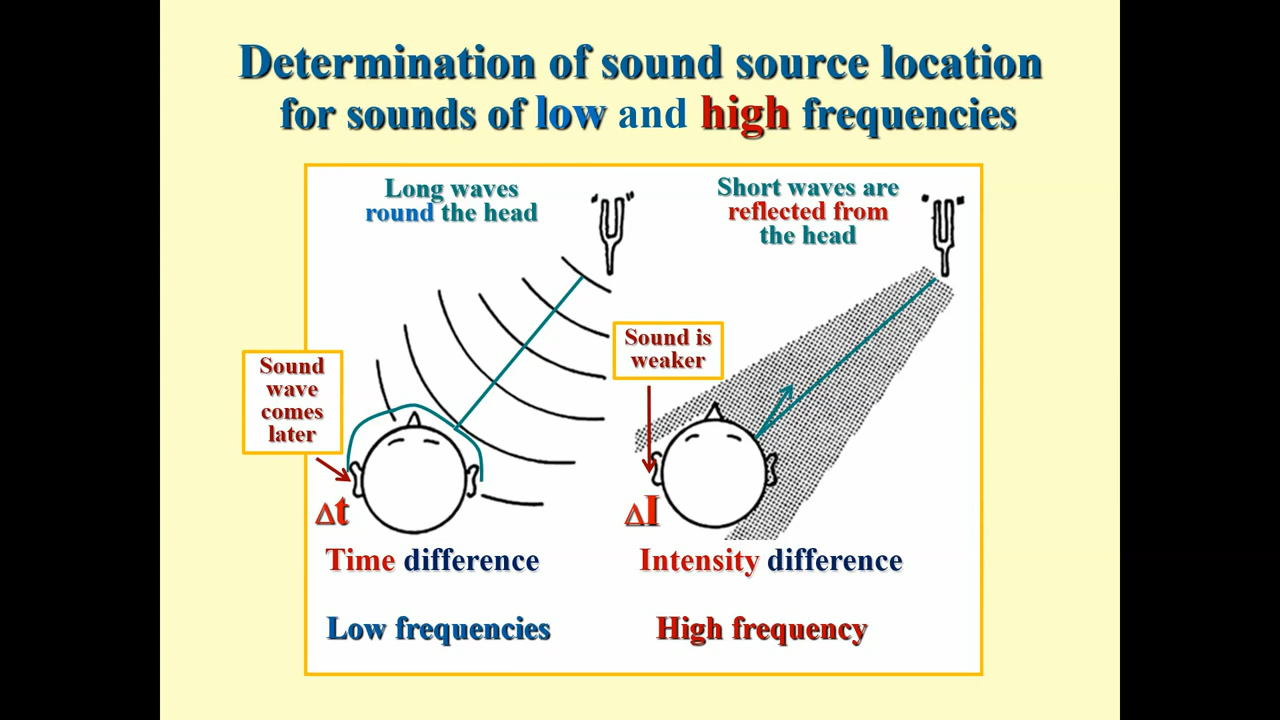 Determination of sound source location
for sounds of low and high frequencies
Long waves
round the head
Short waves are
reflected from
the head
Sound
wave
comes
later
Sound is
weaker
Δt
ΔI
Time difference
Intensity difference
Low frequencies
High frequency